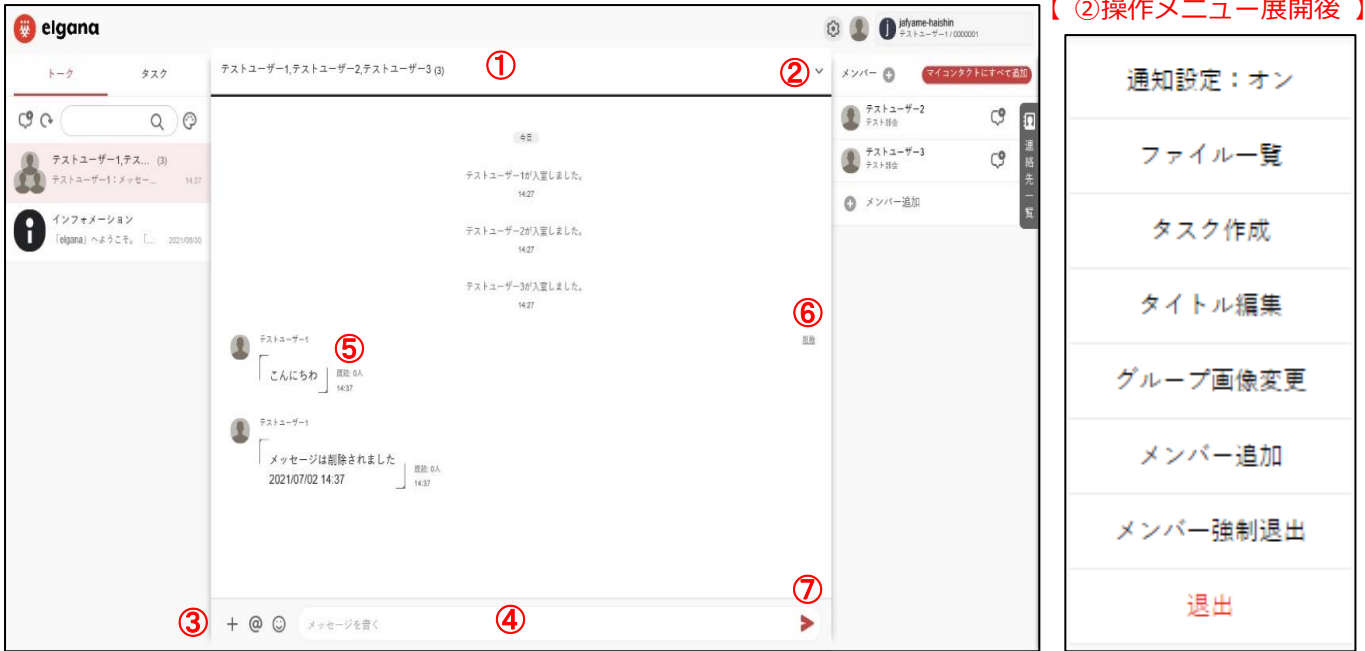 【 ②操作メニュー展開後 】
elgana
jafyame-haishin
テストユーザー1 / 0000001
トーク
タスク
テストユーザー1,テス... (3)
テストユーザー1：メッセー...
14:37
インフォメーション
「elgana」へようこそ。「...
2021/06/30
テストユーザー1,テストユーザー2,テストユーザー3 (3)
①
②
今日
テストユーザー1が入室しました。
14:27
テストユーザー2が入室しました。
14:27
テストユーザー3が入室しました。
14:27
⑥
削除
テストユーザー1
⑤
こんにちわ
既読: 0人
14:37
テストユーザー1
メッセージは削除されました
2021/07/02 14:37
既読: 0人
14:37
⑦
③
@
メッセージを書く
④
メンバー
マイコンタクトにすべて追加
テストユーザー2
テスト部会
テストユーザー3
テスト部会
メンバー追加
連絡先一覧
通知設定：オン
ファイル一覧
タスク作成
タイトル編集
グループ画像変更
メンバー追加
メンバー強制退出
退出